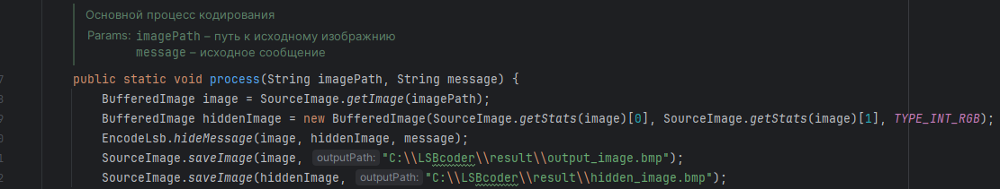 Основной процесс кодирования
Params: imagePath – путь к исходному изображнию
message – исходное сообщение
public static void process(String imagePath, String message) {
BufferedImage image = SourceImage.getImage(imagePath);
BufferedImage hiddenImage = new BufferedImage(SourceImage.getStats(image)[0], SourceImage.getStats(image)[1], TYPE_INT_RGB);
EncodeLsb.hideMessage(image, hiddenImage, message);
SourceImage.saveImage(image, outputPath: "C:\\LSBcoder\\result\\output_image.bmp");
SourceImage.saveImage(hiddenImage, outputPath: "C:\\LSBcoder\\result\\hidden_image.bmp");